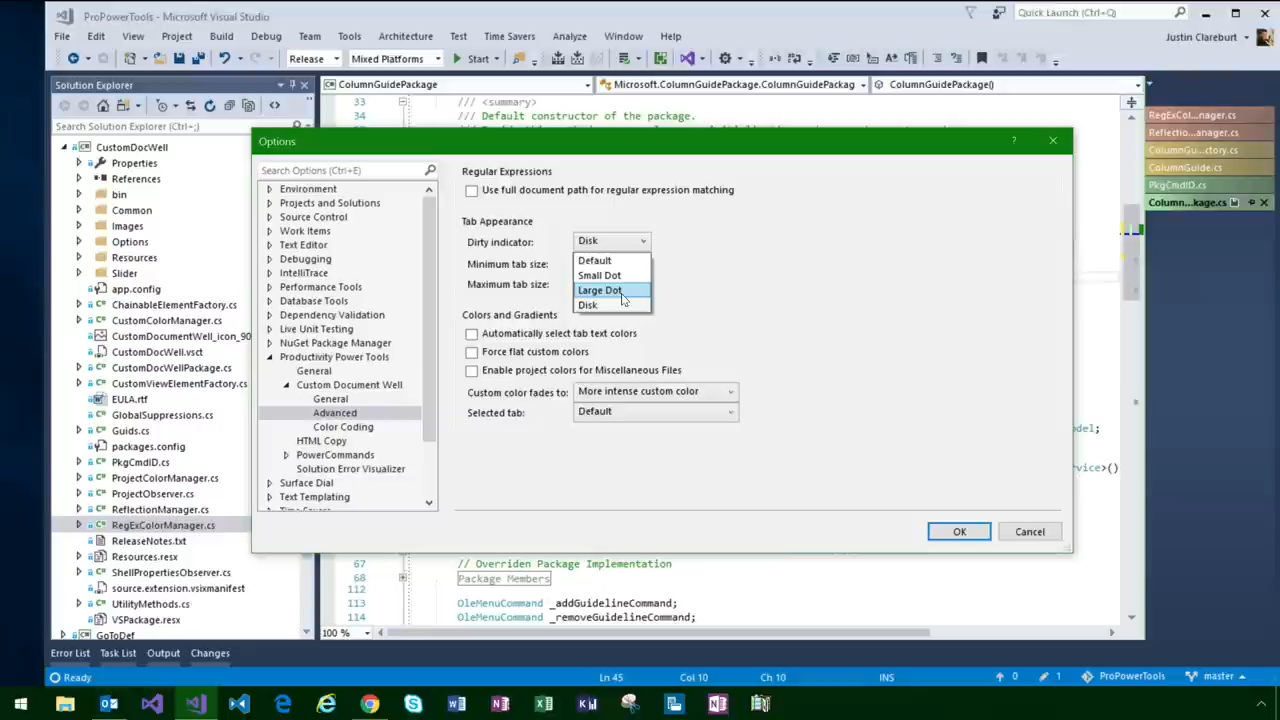 ProPowerTools - Microsoft Visual Studio
Quick Launch (Ctrl+Q)
File Edit View Project Build Debug Team Tools Architecture Test Time Savers Analyze Window Help
Justin Clareburt
Release Mixed Platforms Start
Solution Explorer
Search Solution Explorer (Ctrl+;)
CustomDocWell
Properties
References
bin
Common
Images
Options
Resources
Slider
app.config
ChainableElementFactory.cs
CustomColorManager.cs
CustomDocumentWell_icon_90
CustomDocWell.vsct
CustomDocWellPackage.cs
CustomViewElementFactory.cs
EULA.rtf
GlobalSuppressions.cs
Guids.cs
packages.config
PkgCmdID.cs
ProjectColorManager.cs
ProjectObserver.cs
ReflectionManager.cs
RegExColorManager.cs
ReleaseNotes.txt
Resources.resx
ShellPropertiesObserver.cs
source.extension.vsixmanifest
UtilityMethods.cs
VSPackage.resx
GoToDef
ColumnGuidePackage
Microsoft.ColumnGuidePackage.ColumnGuidePackag
ColumnGuidePackage()
33 /// <summary>
/// Default constructor of the package.
Options
?
Search Options (Ctrl+E)
Environment
Projects and Solutions
Source Control
Work Items
Text Editor
Debugging
IntelliTrace
Performance Tools
Database Tools
Dependency Validation
Live Unit Testing
NuGet Package Manager
Productivity Power Tools
General
Custom Document Well
General
Advanced
Color Coding
HTML Copy
PowerCommands
Solution Error Visualizer
Surface Dial
Text Templating
Regular Expressions
Use full document path for regular expression matching
Tab Appearance
Dirty indicator: Disk
Default
Minimum tab size:
Small Dot
Maximum tab size:
Large Dot
Disk
Colors and Gradients
Automatically select tab text colors
Force flat custom colors
Enable project colors for Miscellaneous Files
Custom color fades to: More intense custom color
Selected tab: Default
OK Cancel
odel;
rvice>()
67 // Overriden Package Implementation
68 Package Members
112
113 OleMenuCommand _addGuidelineCommand;
114 OleMenuCommand _removeGuidelineCommand;
100 %
RegExCol...nager.cs
Reflectio...anager.cs
ColumnGu...ctory.cs
ColumnGuide.cs
PkgCmdID.cs
Column...kage.cs
Error List Task List Output Changes
Ready Ln 45 Col 10 Ch 10 INS 0 1 ProPowerTools master